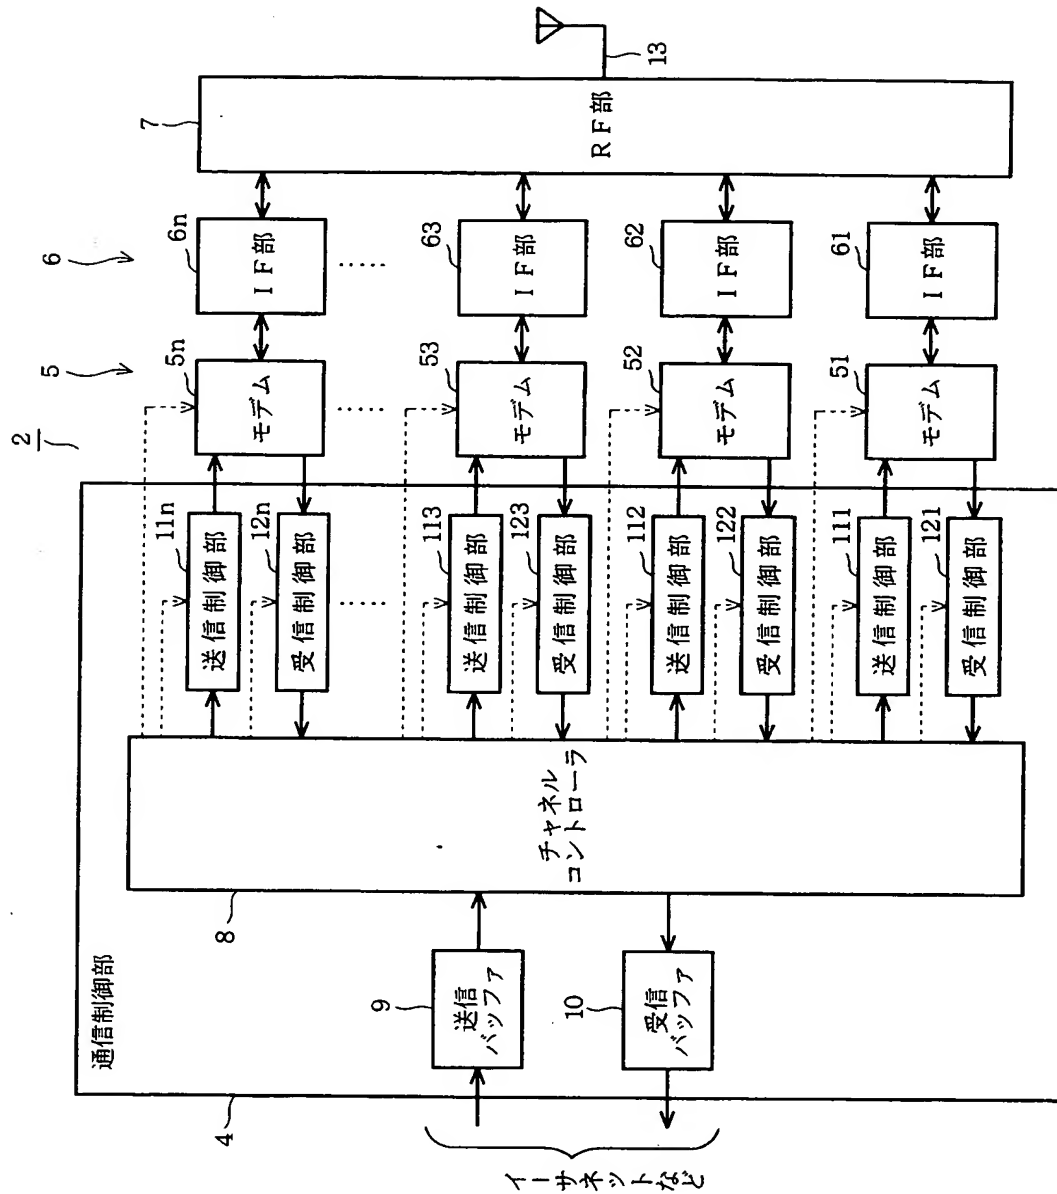 2
4
通信制御部
イーサネットなど
9
送信
バッファ
10
受信
バッファ
8
チャネル
コントローラ
11n
送信制御部
12n
受信制御部
.....
113
送信制御部
123
受信制御部
112
送信制御部
122
受信制御部
111
送信制御部
121
受信制御部
5
5n
モデム
.....
53
モデム
52
モデム
51
モデム
6
6n
IF部
.....
63
IF部
62
IF部
61
IF部
7
RF部
13